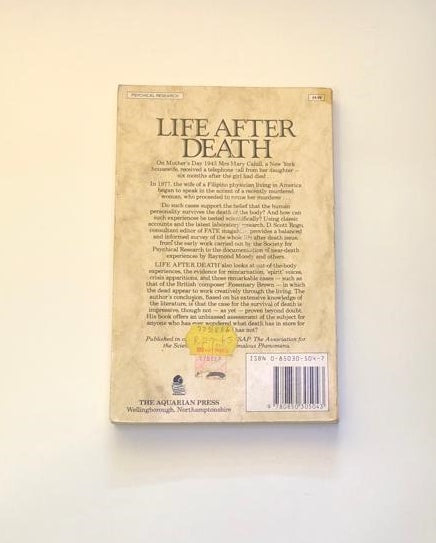 PSYCHICAL RESEARCH
LIFE AFTER
DEATH
On Mother's Day 1943 Mrs Mary Cahill, a New York
housewife, received a telephone call from her daughter —
six months after the girl had died.
In 1977, the wife of a Filipino physician living in America
began to speak in the accent of a recently murdered
woman, who proceeded to name her murderer.
Do such cases support the belief that the human
personality survives the death of the body? And how can
such experience be tested scientifically? Using classic
accounts and the latest laboratory research, D. Scott Rogo,
consultant editor of FATE magazine, provides a balanced
and informed survey of the whole life after death issue,
from the early work carried out by the Society for
Psychical Research to the documentation of near-death
experiences by Raymond Moody and others.
LIFE AFTER DEATH also looks at out-of-the-body
experiences, the evidence for reincarnation, 'spirit' voices,
crisis apparitions, and those remarkable cases — such as
that of the British 'composer' Rosemary Brown — in which
the dead appear to work creatively through the living. The
author's conclusion, based on his extensive knowledge of
the literature, is that the case for the survival of death is
impressive, though not — as yet — proven beyond doubt.
His book offers an unbiased assessment of the subject for
anyone who has ever wondered what death has in store for
has not?
Published in ASSAP, The Association for
the Scien Anomalous Phenomena.
ISBN 0-85030-504-7
9 780850 305043
THE AQUARIAN PRESS
Wellingborough, Northamptonshire